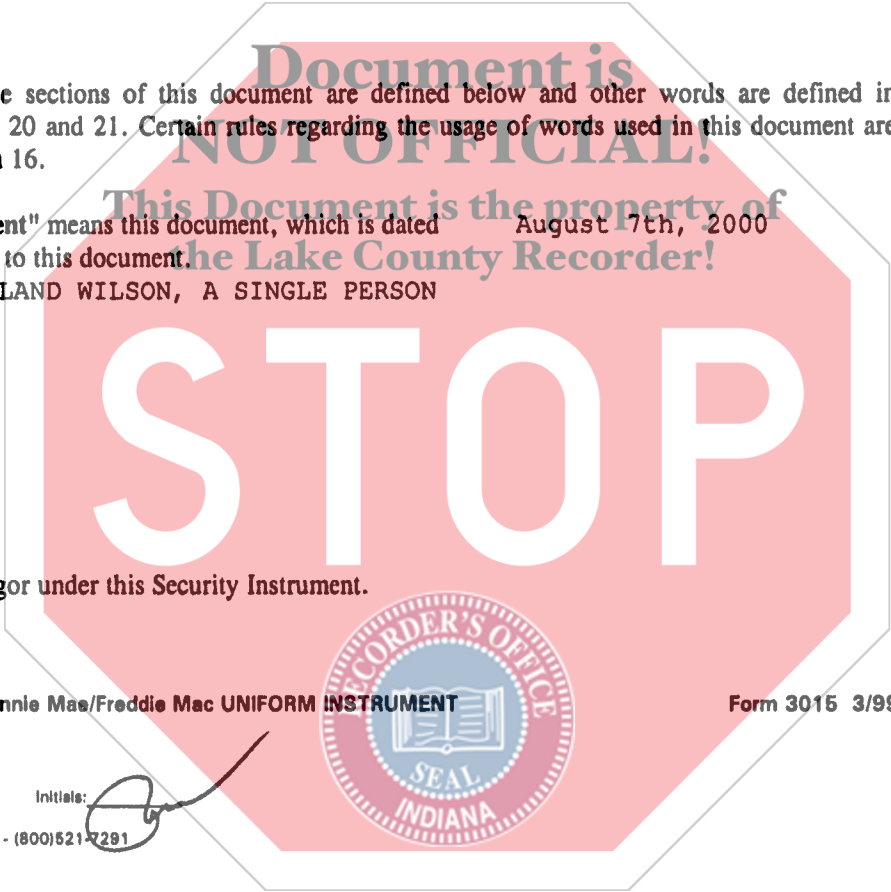 Document is
e sections of this document are defined below and other words are defined in
20 and 21. Certain rules regarding the usage of words used in this document are
NOT OFFICIAL!
16.
This Document is the property of
ent" means this document, which is dated August 7th, 2000
to this document.
the Lake County Recorder!
LAND WILSON, A SINGLE PERSON
STOP
gor under this Security Instrument.
RECORDER'S OFFICE
nnie Mae/Freddie Mac UNIFORM INSTRUMENT Form 3015 3/99
SEAL
INDIANA
Initials:
- (800)521-7291